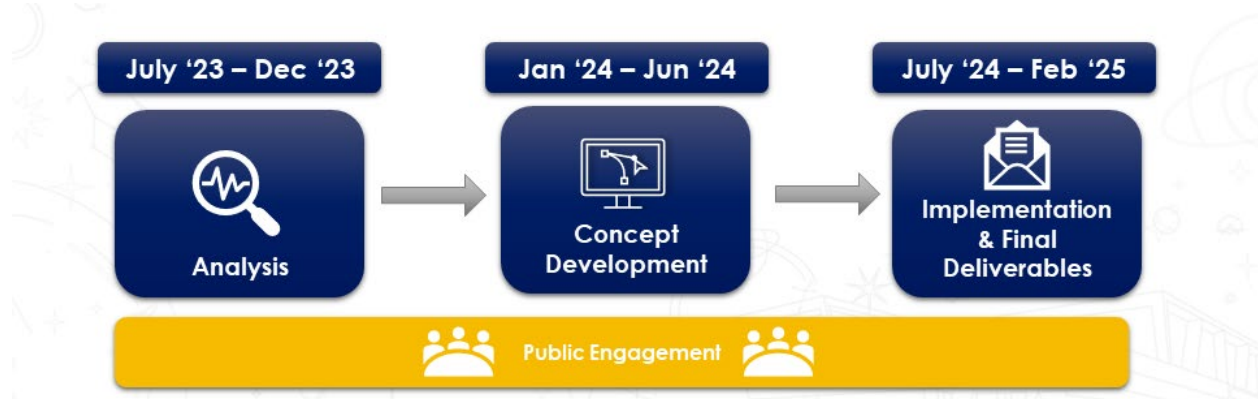 July ‘23 – Dec ‘23
Jan ‘24 – Jun ‘24
July ‘24 – Feb ‘25
Analysis
Concept
Development
Implementation
& Final
Deliverables
Public Engagement